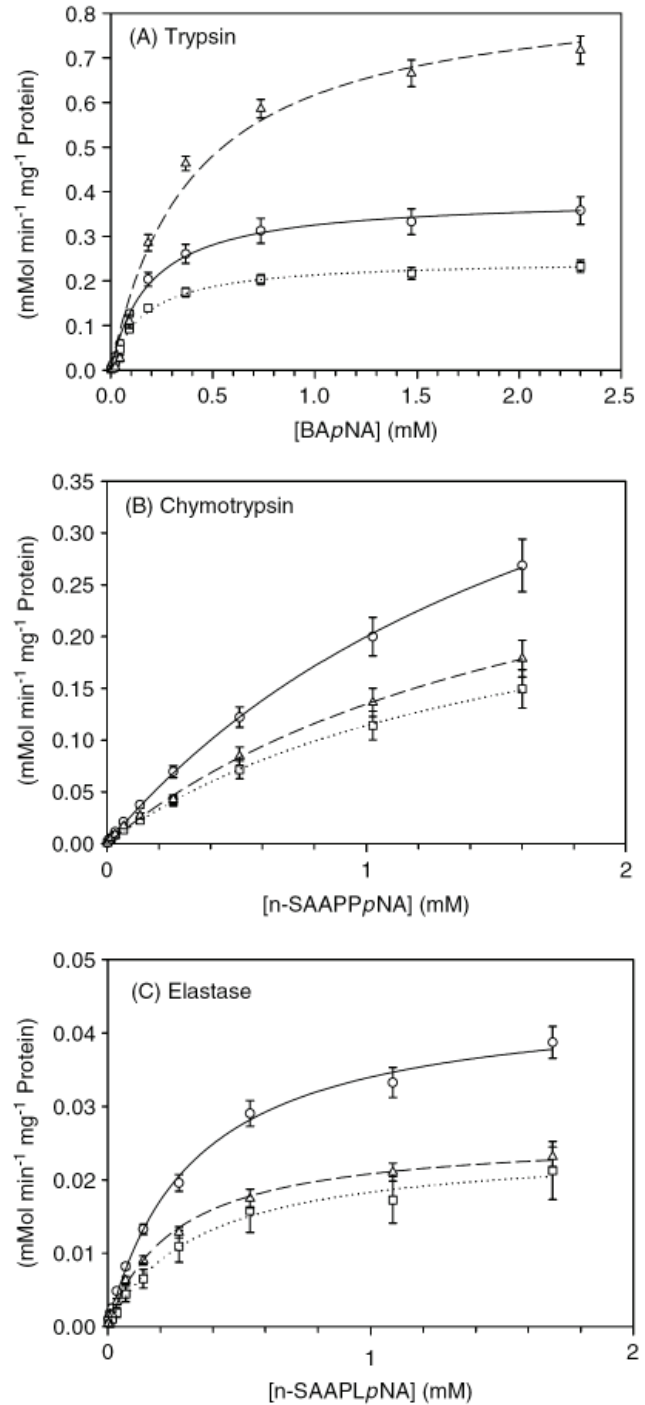 (A) Trypsin
(mMol min⁻¹ mg⁻¹ Protein)
0.8
0.7
0.6
0.5
0.4
0.3
0.2
0.1
0.0
0.0 0.5 1.0 1.5 2.0 2.5
[BApNA] (mM)
(B) Chymotrypsin
(mMol min⁻¹ mg⁻¹ Protein)
0.35
0.30
0.25
0.20
0.15
0.10
0.05
0.00
0 1 2
[n-SAAPPpNA] (mM)
(C) Elastase
(mMol min⁻¹ mg⁻¹ Protein)
0.05
0.04
0.03
0.02
0.01
0.00
0 1 2
[n-SAAPLpNA] (mM)